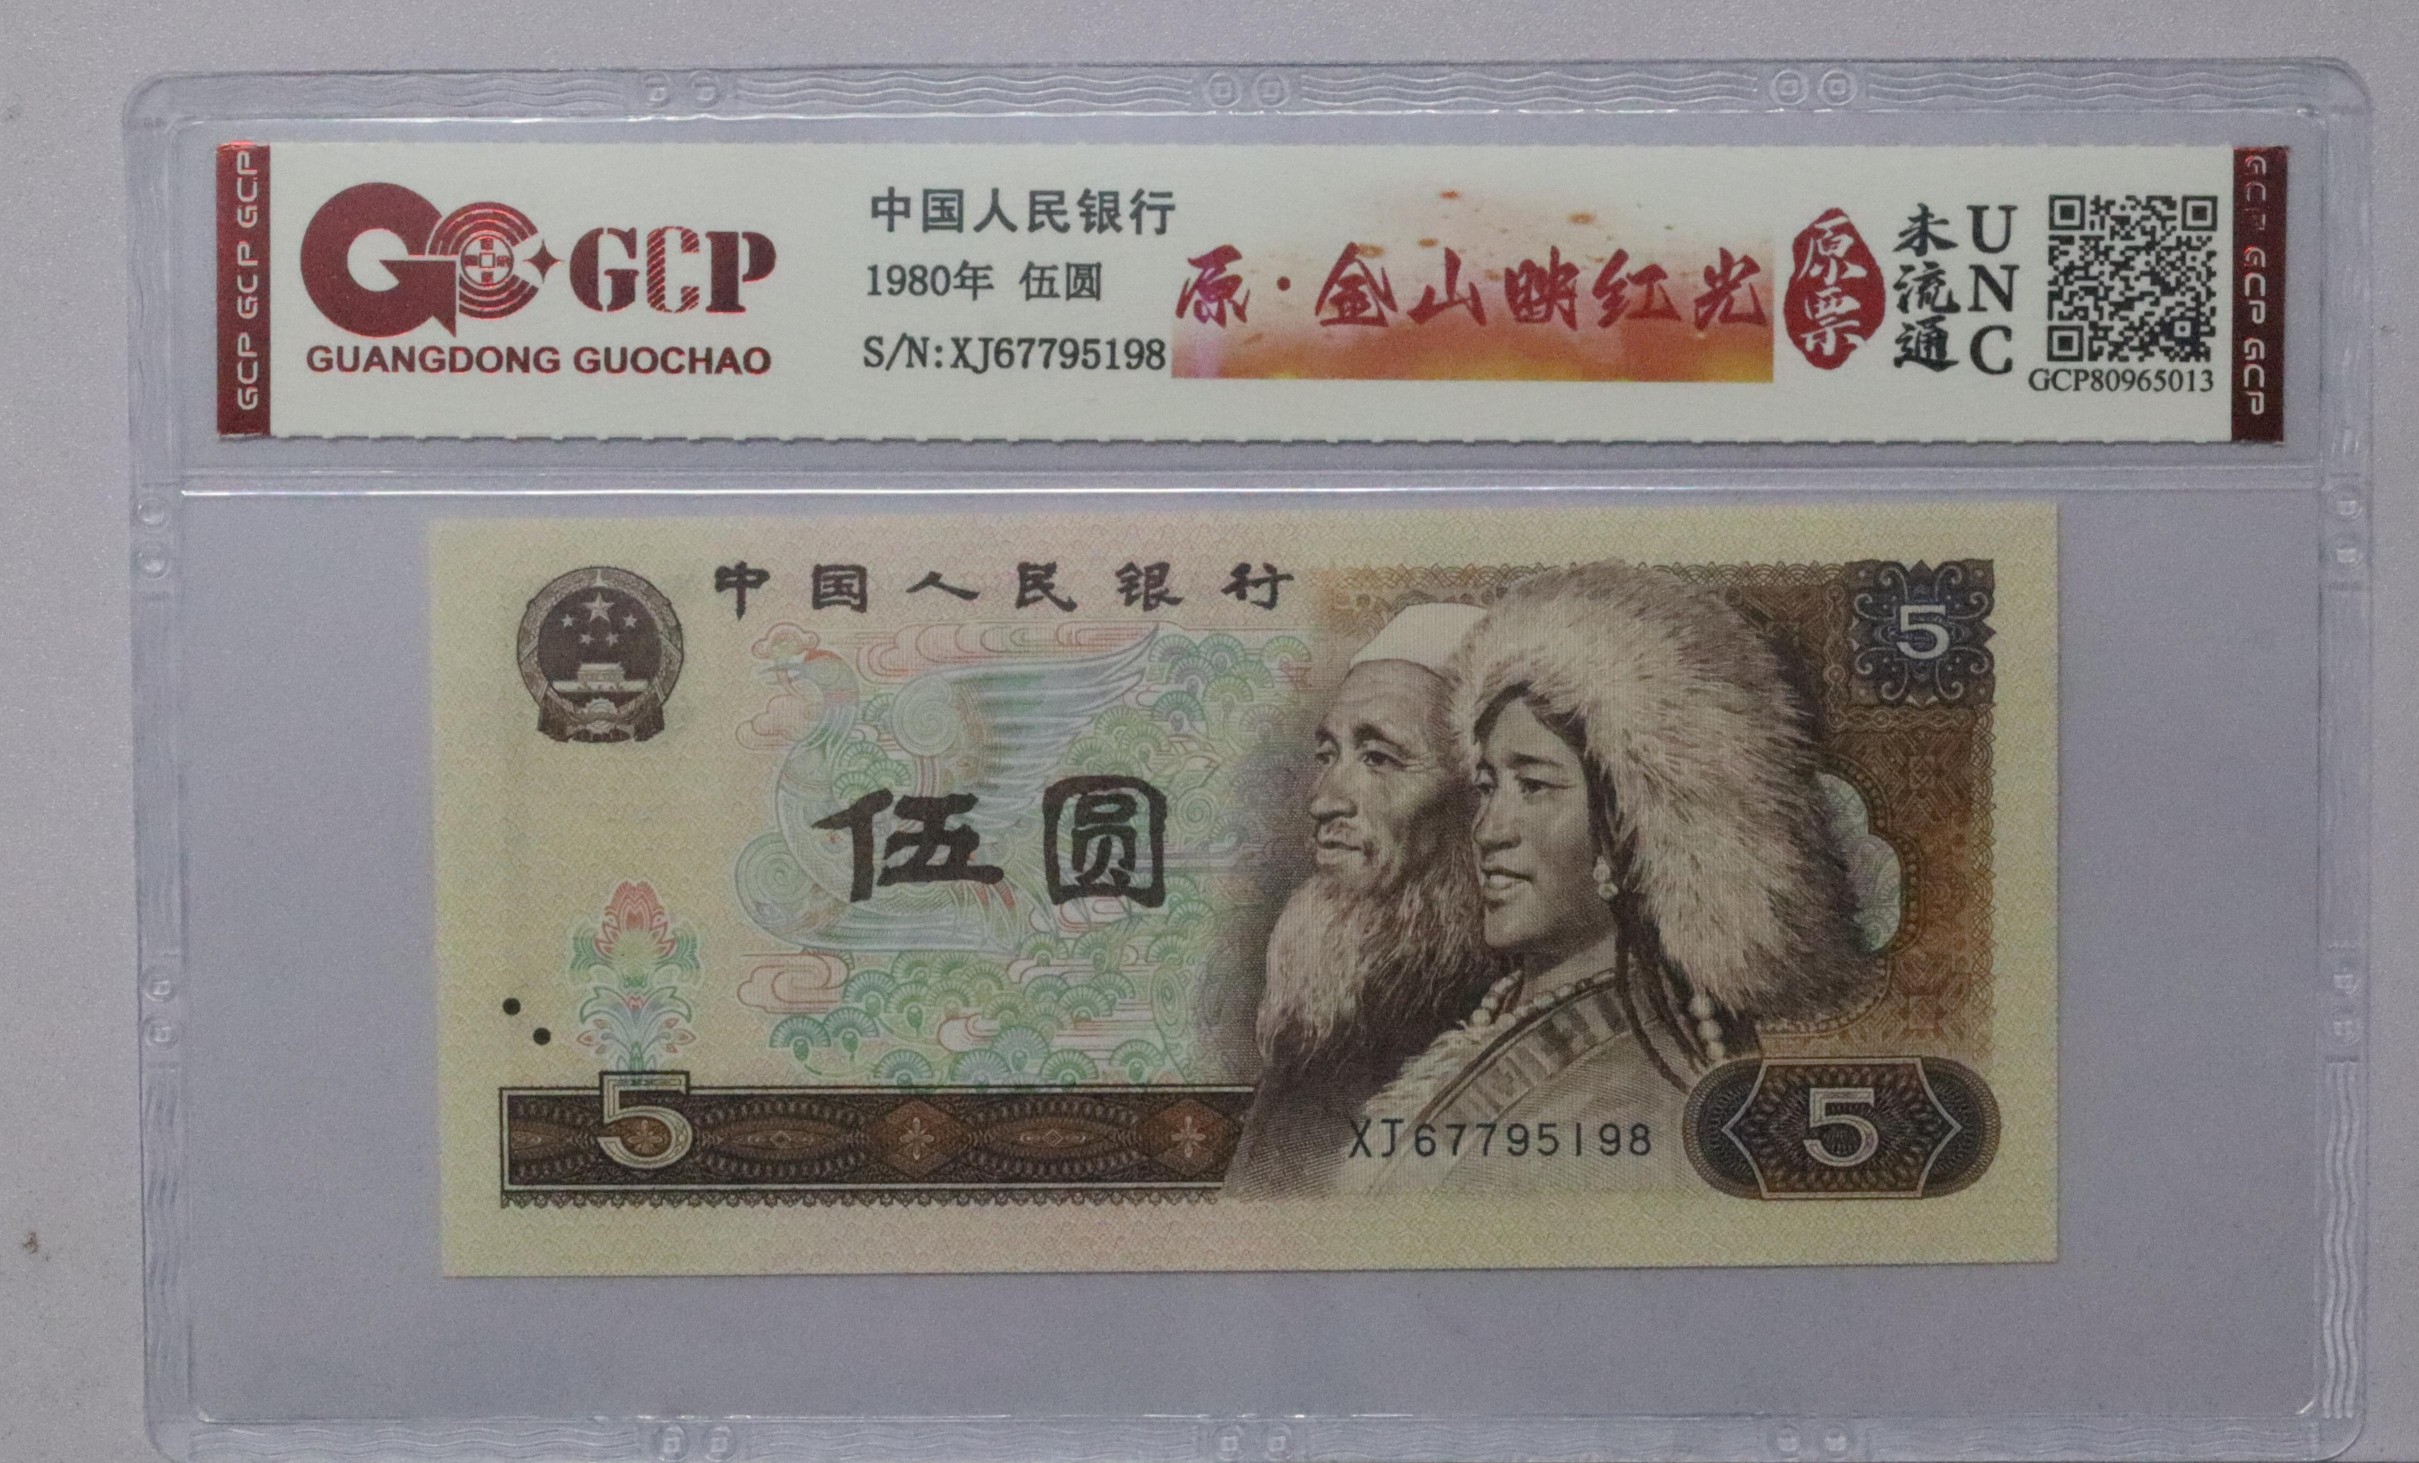 GCP GCP GCP
GCP
GUANGDONG GUOCHAO
中国人民银行
1980年 伍圆
S/N:XJ67795198
原·金山映红光
原票
未流通
UNC
GCP80965013
GCP GCP GCP
中国人民银行
5
伍圆
5
XJ67795198
5